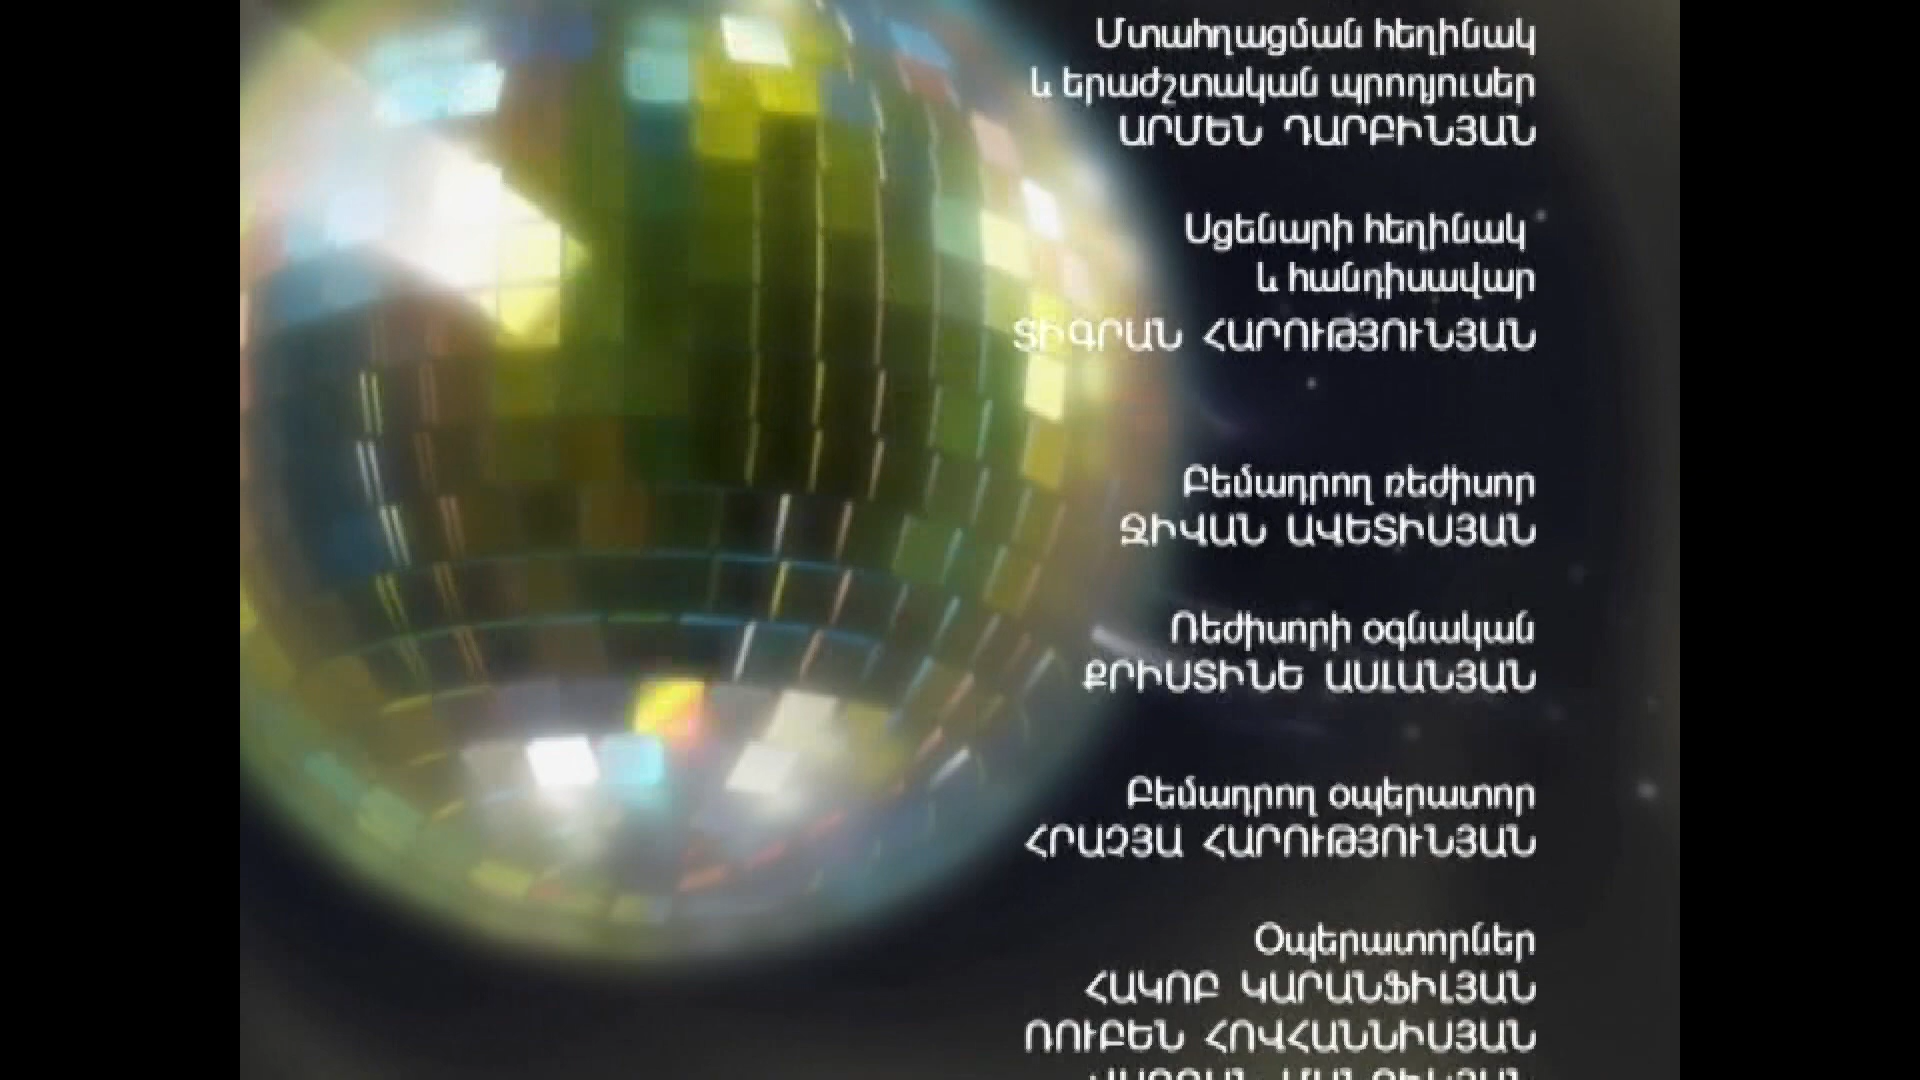 Մտահղացման հեղինակ
և երաժշտական պրոդյուսեր
ԱՐՄԵՆ ԴԱՐԲԻՆՅԱՆ
Սցենարի հեղինակ
և հանդիսավար
ՏԻԳՐԱՆ ՀԱՐՈՒԹՅՈՒՆՅԱՆ
Բեմադրող ռեժիսոր
ՋԻՎԱՆ ԱՎԵՏԻՍՅԱՆ
Ռեժիսորի օգնական
ՔՐԻՍՏԻՆԵ ԱՍԼԱՆՅԱՆ
Բեմադրող օպերատոր
ՀՐԱՉՅԱ ՀԱՐՈՒԹՅՈՒՆՅԱՆ
Օպերատորներ
ՀԱԿՈԲ ԿԱՐԱՆՖԻԼՅԱՆ
ՌՈՒԲԵՆ ՀՈՎՀԱՆՆԻՍՅԱՆ